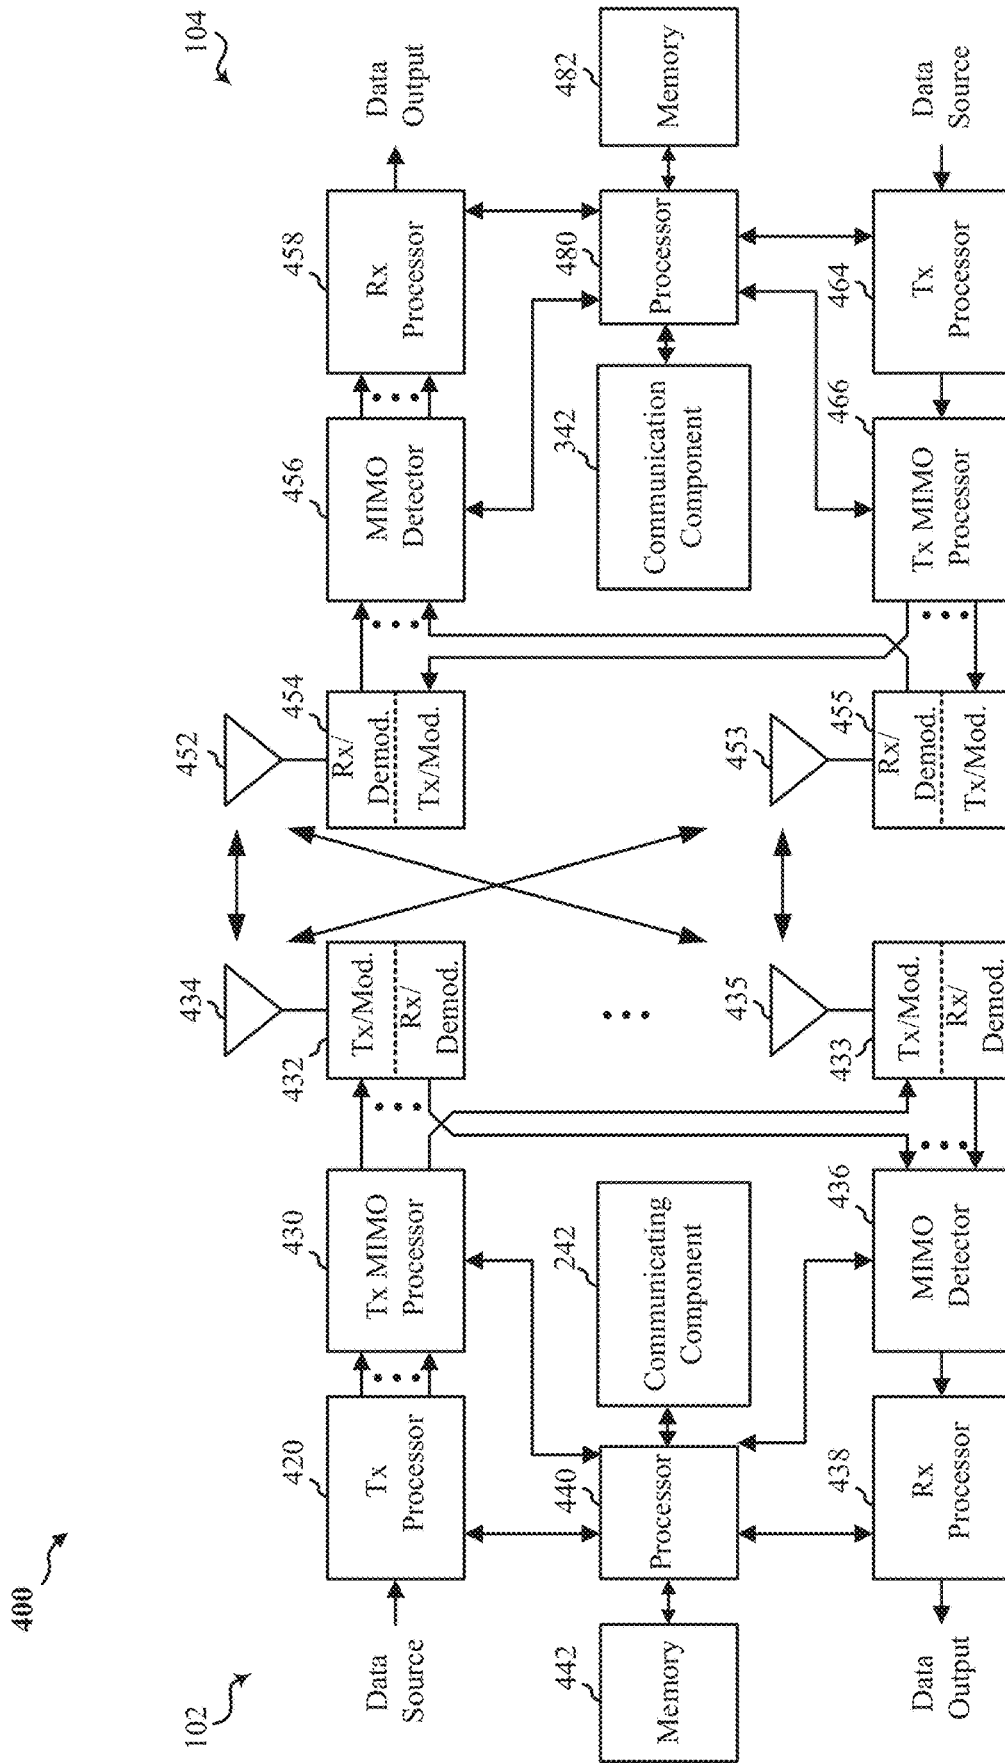 400
102
104
Data
Source
420
Tx
Processor
430
Tx MIMO
Processor
432
Tx/Mod.
Rx/
Demod.
434
452
454
Rx/
Demod.
Tx/Mod.
456
MIMO
Detector
458
Rx
Processor
Data
Output
442
Memory
440
Processor
242
Communicating
Component
342
Communication
Component
480
Processor
482
Memory
Data
Output
438
Rx
Processor
436
MIMO
Detector
433
Tx/Mod.
Rx/
Demod.
435
453
455
Rx/
Demod.
Tx/Mod.
466
Tx MIMO
Processor
464
Tx
Processor
Data
Source